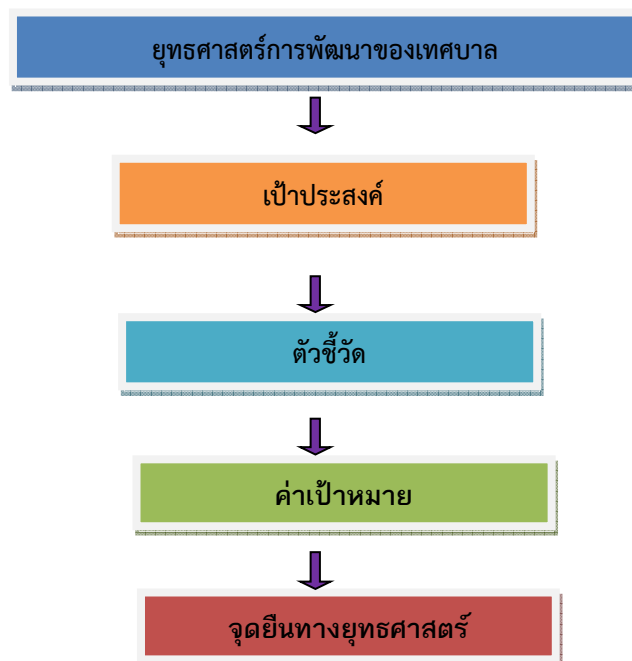 ยุทธศาสตร์การพัฒนาของเทศบาล
เป้าประสงค์
ตัวชี้วัด
ค่าเป้าหมาย
จุดยืนทางยุทธศาสตร์